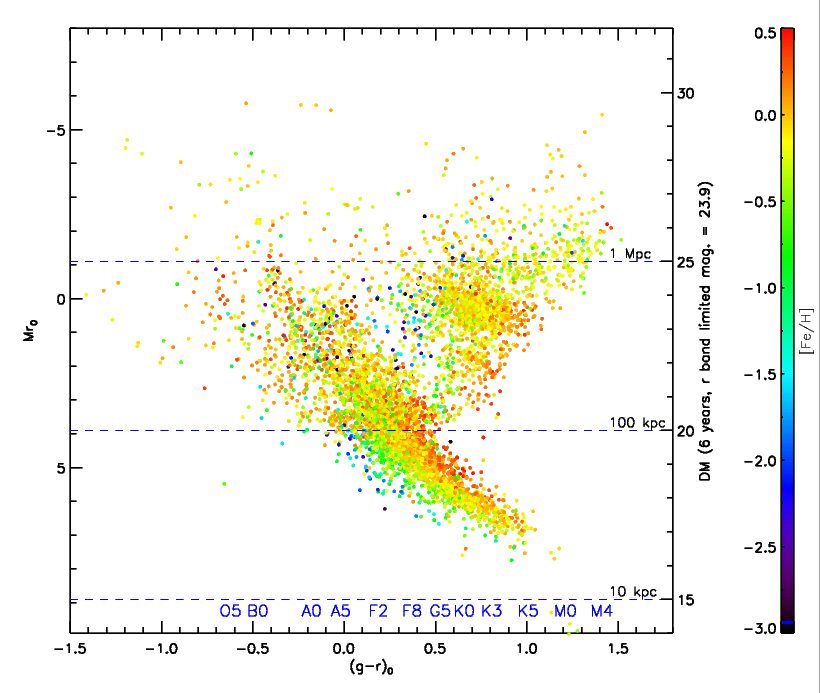 0.5
30
0.0
-5
-0.5
1 Mpc
25
-1.0
0
[Fe/H]
Mr0
DM (6 years, r band limited mag. = 23.9)
-1.5
100 kpc
20
-2.0
5
-2.5
10 kpc
15
O5 B0 A0 A5 F2 F8 G5 K0 K3 K5 M0 M4
-3.0
-1.5 -1.0 -0.5 0.0 0.5 1.0 1.5
(g-r)0